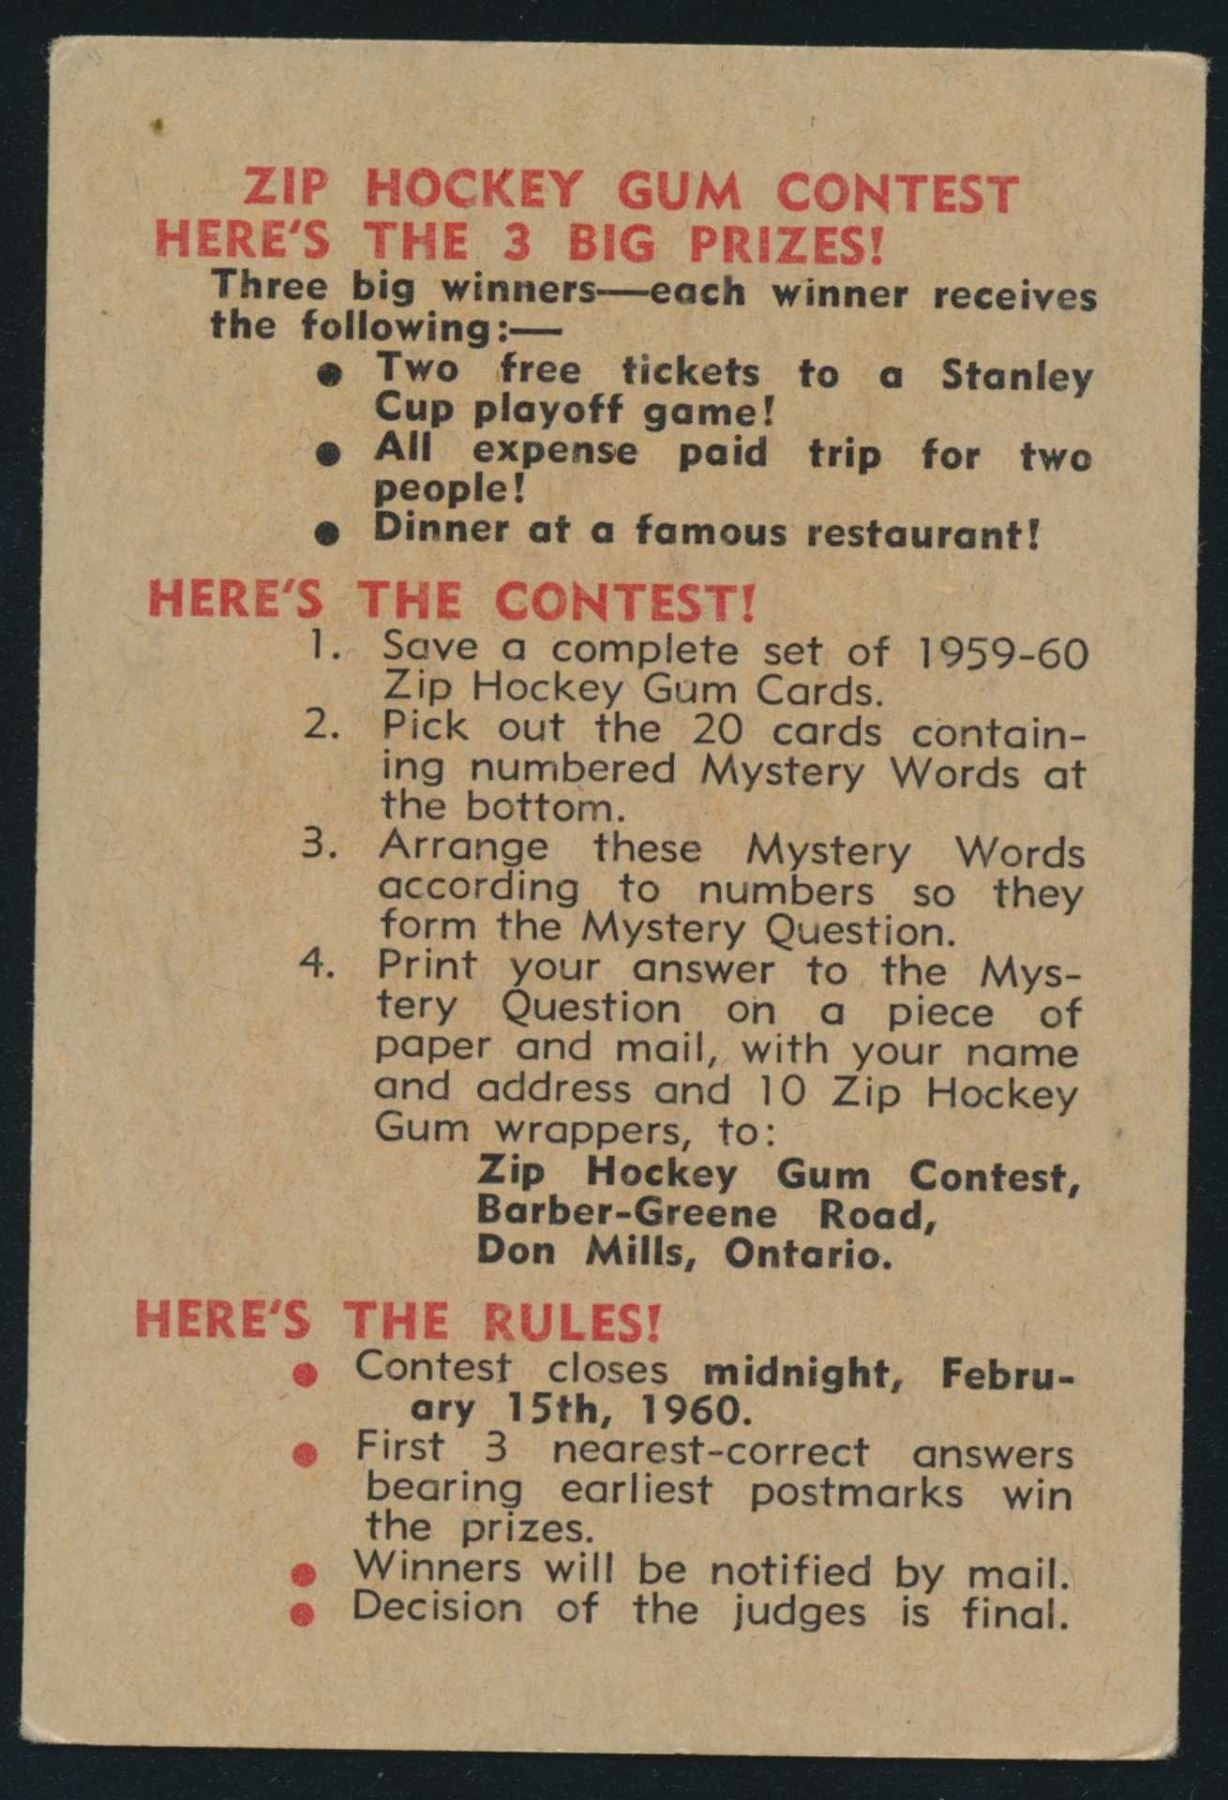 ZIP HOCKEY GUM CONTEST
HERE'S THE 3 BIG PRIZES!
Three big winners—each winner receives
the following:—
● Two free tickets to a Stanley
Cup playoff game!
● All expense paid trip for two
people!
● Dinner at a famous restaurant!
HERE'S THE CONTEST!
1. Save a complete set of 1959-60
Zip Hockey Gum Cards.
2. Pick out the 20 cards contain-
ing numbered Mystery Words at
the bottom.
3. Arrange these Mystery Words
according to numbers so they
form the Mystery Question.
4. Print your answer to the Mys-
tery Question on a piece of
paper and mail, with your name
and address and 10 Zip Hockey
Gum wrappers, to:
Zip Hockey Gum Contest,
Barber-Greene Road,
Don Mills, Ontario.
HERE'S THE RULES!
● Contest closes midnight, Febru-
ary 15th, 1960.
● First 3 nearest-correct answers
bearing earliest postmarks win
the prizes.
● Winners will be notified by mail.
● Decision of the judges is final.